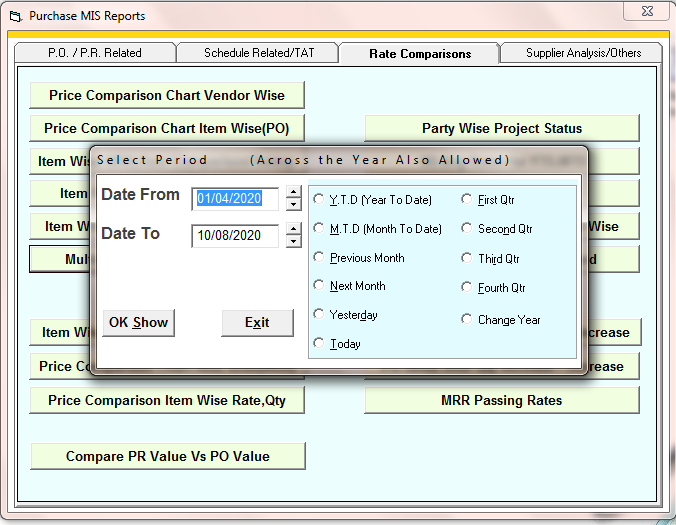 Purchase MIS Reports
P.O. / P.R. Related
Schedule Related/TAT
Rate Comparisons
Supplier Analysis/Others
Price Comparison Chart Vendor Wise
Price Comparison Chart Item Wise(PO)
Party Wise Project Status
Item Wis
Select Period (Across the Year Also Allowed)
Item
Item W
Wise
Mul
d
Date From
01/04/2020
Date To
10/08/2020
OK Show
Exit
Y.T.D (Year To Date)
M.T.D (Month To Date)
Previous Month
Next Month
Yesterday
Today
First Qtr
Second Qtr
Third Qtr
Fourth Qtr
Change Year
Item Wi
crease
Price Co
ease
Price Comparison Item Wise Rate,Qty
MRR Passing Rates
Compare PR Value Vs PO Value